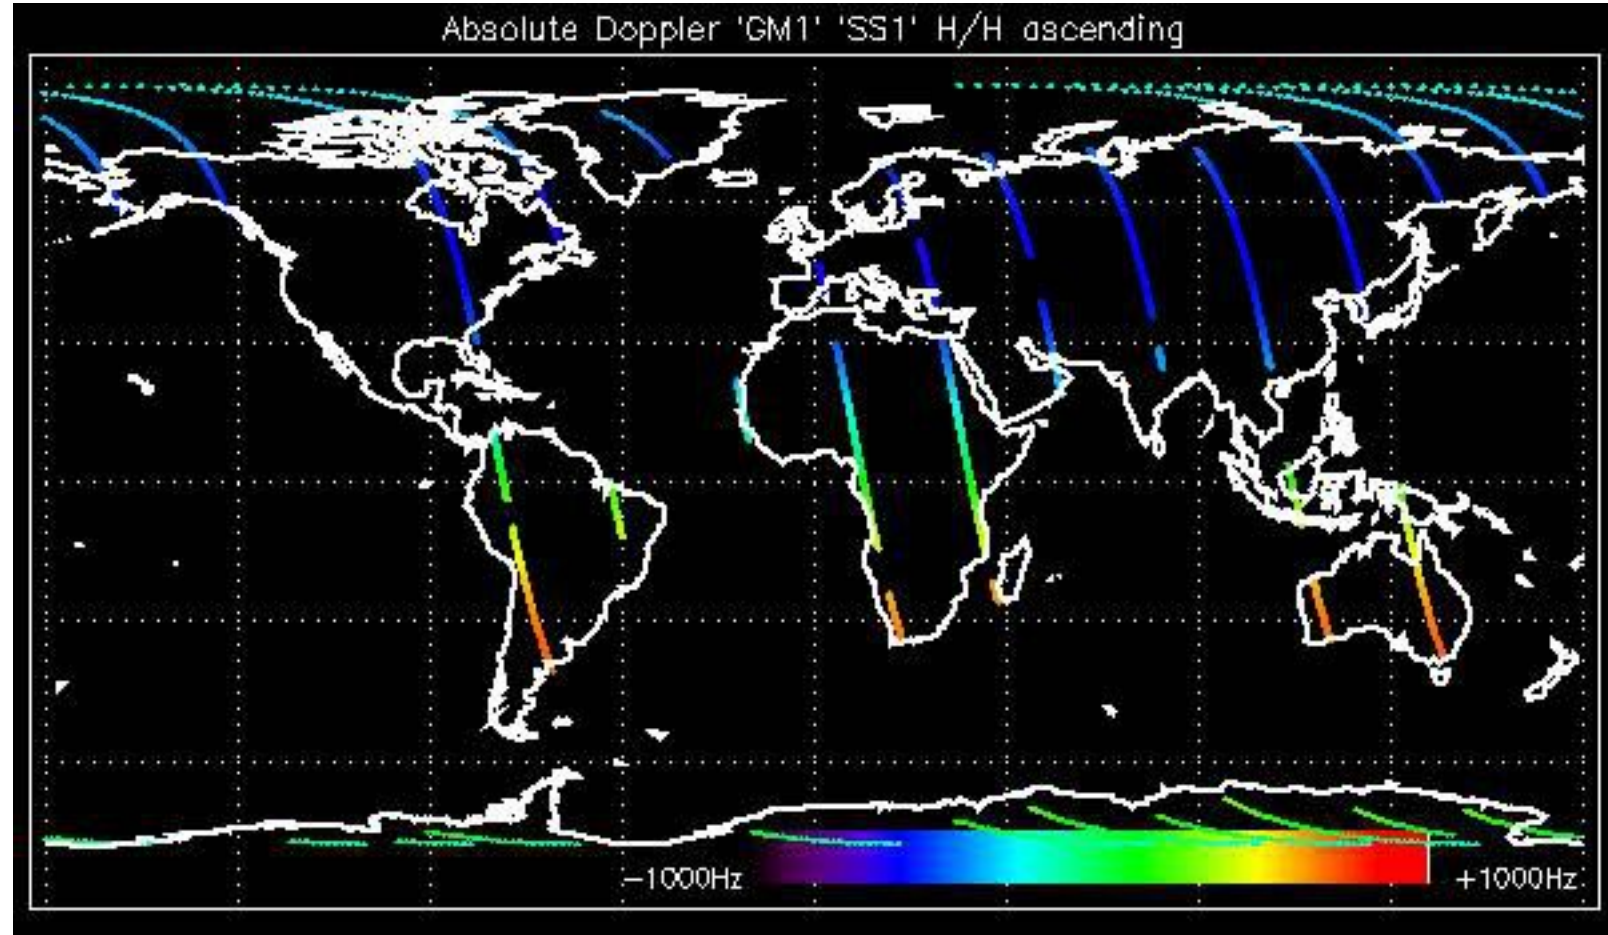 Absolute Doppler 'GM1' 'SS1' H/H ascending
-1000Hz
+1000Hz